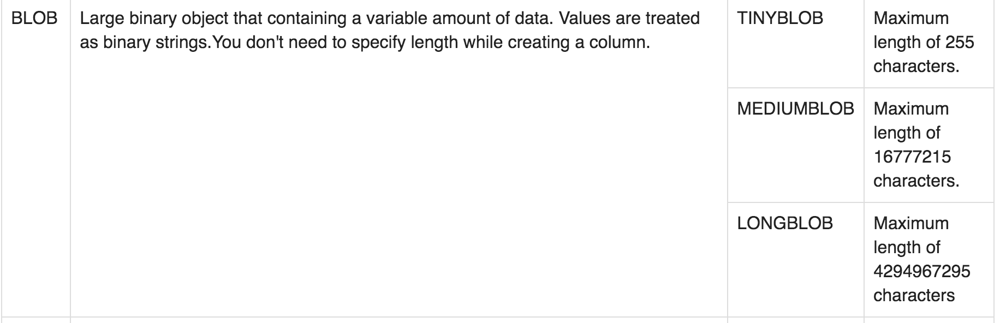 BLOB
Large binary object that containing a variable amount of data. Values are treated
as binary strings.You don't need to specify length while creating a column.
TINYBLOB
Maximum
length of 255
characters.
MEDIUMBLOB
Maximum
length of
16777215
characters.
LONGBLOB
Maximum
length of
4294967295
characters